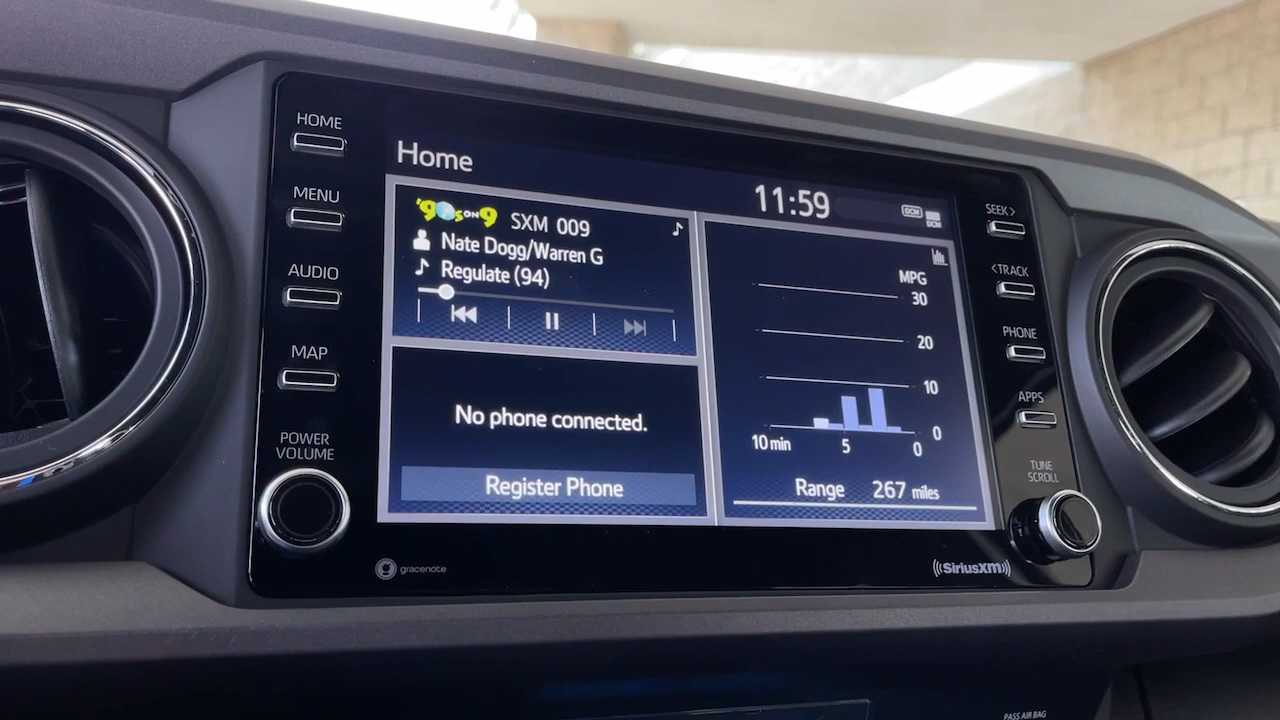 HOME
MENU
AUDIO
MAP
POWER
VOLUME
Home
11:59
DCM
DCM
'90s ON 9 SXM 009
Nate Dogg/Warren G
Regulate (94)
No phone connected.
Register Phone
MPG
30
20
10
0
10 min 5 0
Range 267 miles
SEEK>
<TRACK
PHONE
APPS
TUNE
SCROLL
gracenote
((SiriusXM))
PASS AIR BAG